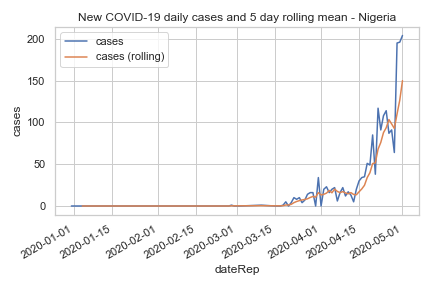 New COVID-19 daily cases and 5 day rolling mean - Nigeria
cases
cases (rolling)
200
150
100
50
0
cases
2020-01-01
2020-01-15
2020-02-01
2020-02-15
2020-03-01
2020-03-15
2020-04-01
2020-04-15
2020-05-01
dateRep